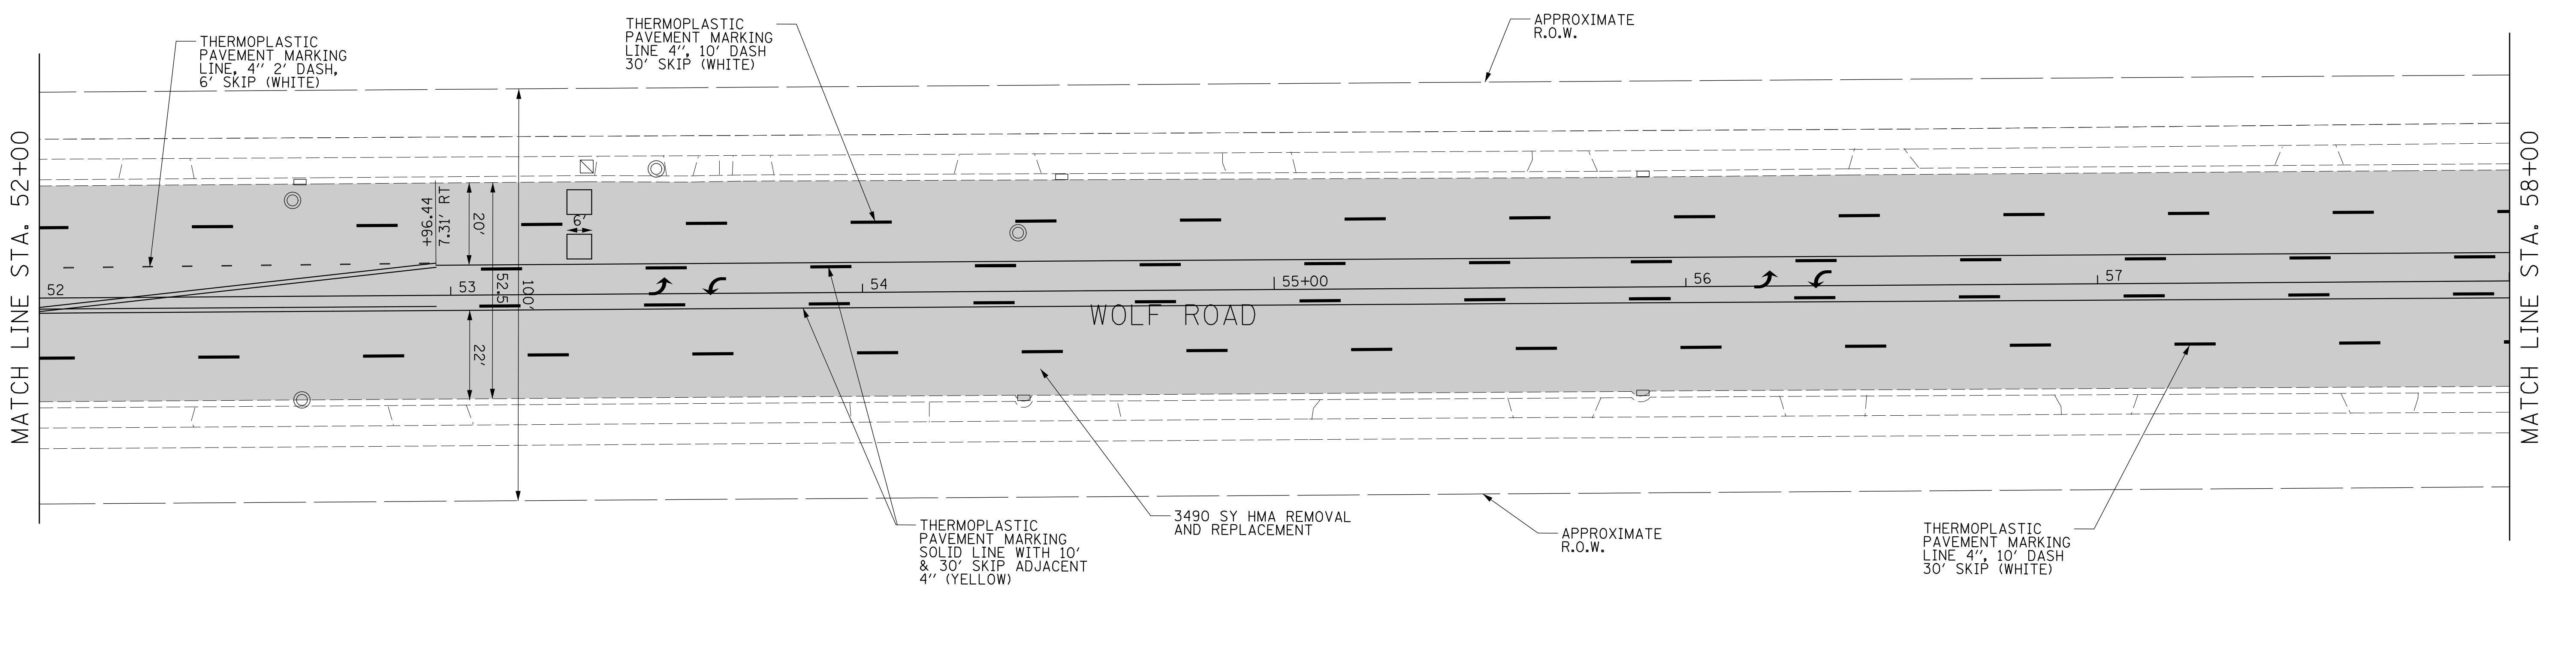 THERMOPLASTIC
PAVEMENT MARKING
LINE, 4" 2' DASH,
6' SKIP (WHITE)
THERMOPLASTIC
PAVEMENT MARKING
LINE 4", 10' DASH
30' SKIP (WHITE)
APPROXIMATE
R.O.W.
MATCH LINE STA. 52+00
+96.44
7.31' RT
20'
6'
52.5'
100'
22'
52
53
54
55+00
56
57
WOLF ROAD
MATCH LINE STA. 58+00
THERMOPLASTIC
PAVEMENT MARKING
SOLID LINE WITH 10'
& 30' SKIP ADJACENT
4" (YELLOW)
3490 SY HMA REMOVAL
AND REPLACEMENT
APPROXIMATE
R.O.W.
THERMOPLASTIC
PAVEMENT MARKING
LINE 4", 10' DASH
30' SKIP (WHITE)